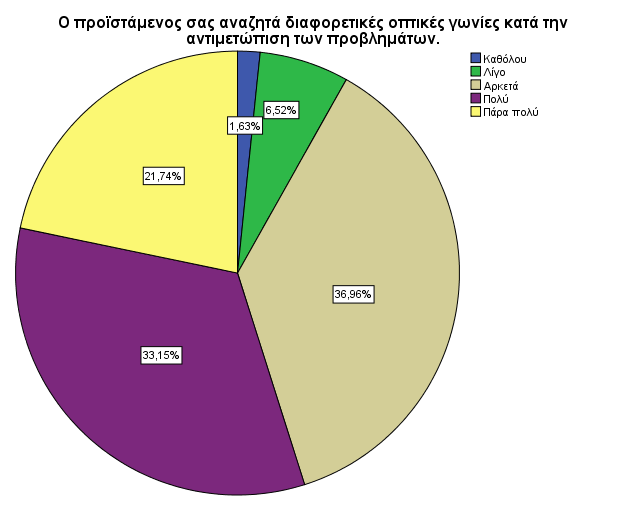 Ο προϊστάμενος σας αναζητά διαφορετικές οπτικές γωνίες κατά την
αντιμετώπιση των προβλημάτων.
Καθόλου
Λίγο
Αρκετά
Πολύ
Πάρα πολύ
6,52%
1,63%
21,74%
36,96%
33,15%